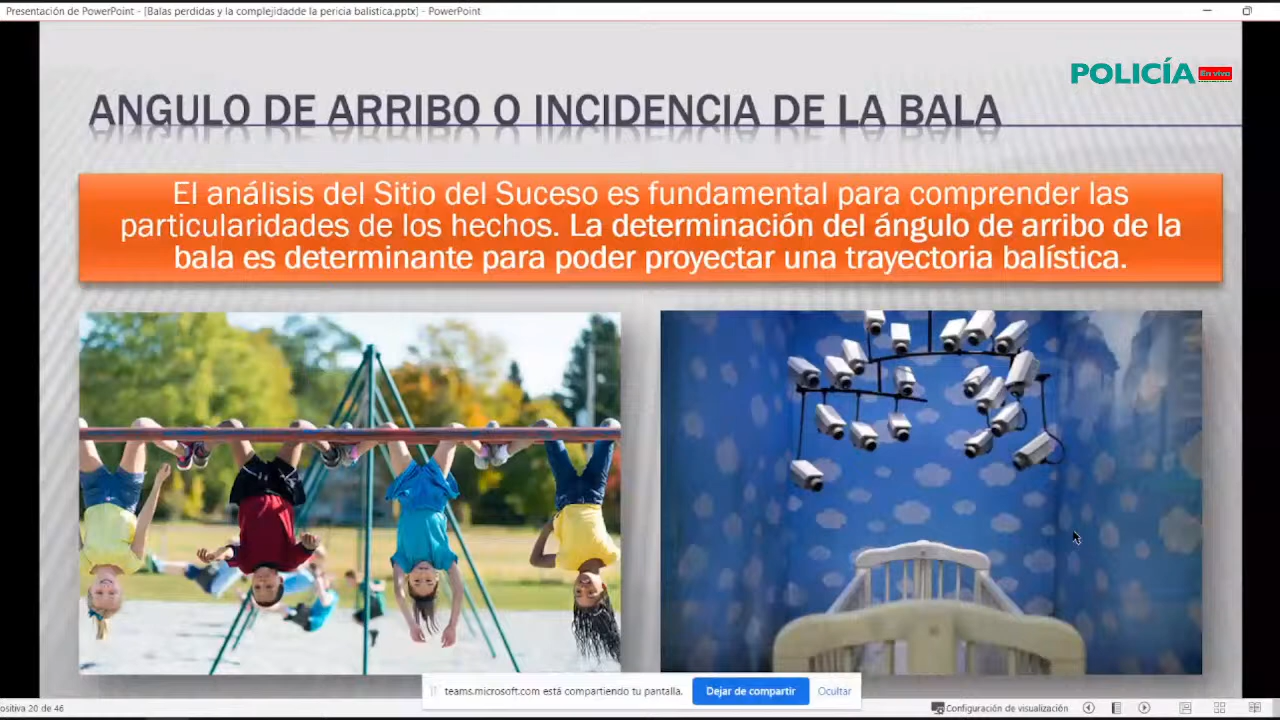 Presentación de PowerPoint - [Balas perdidas y la complejidadde la pericia balistica.pptx] - PowerPoint
POLICÍA En vivo
ANGULO DE ARRIBO O INCIDENCIA DE LA BALA
El análisis del Sitio del Suceso es fundamental para comprender las
particularidades de los hechos. La determinación del ángulo de arribo de la
bala es determinante para poder proyectar una trayectoria balística.
teams.microsoft.com está compartiendo tu pantalla.
Dejar de compartir
Ocultar
ositiva 20 de 46
Configuración de visualización